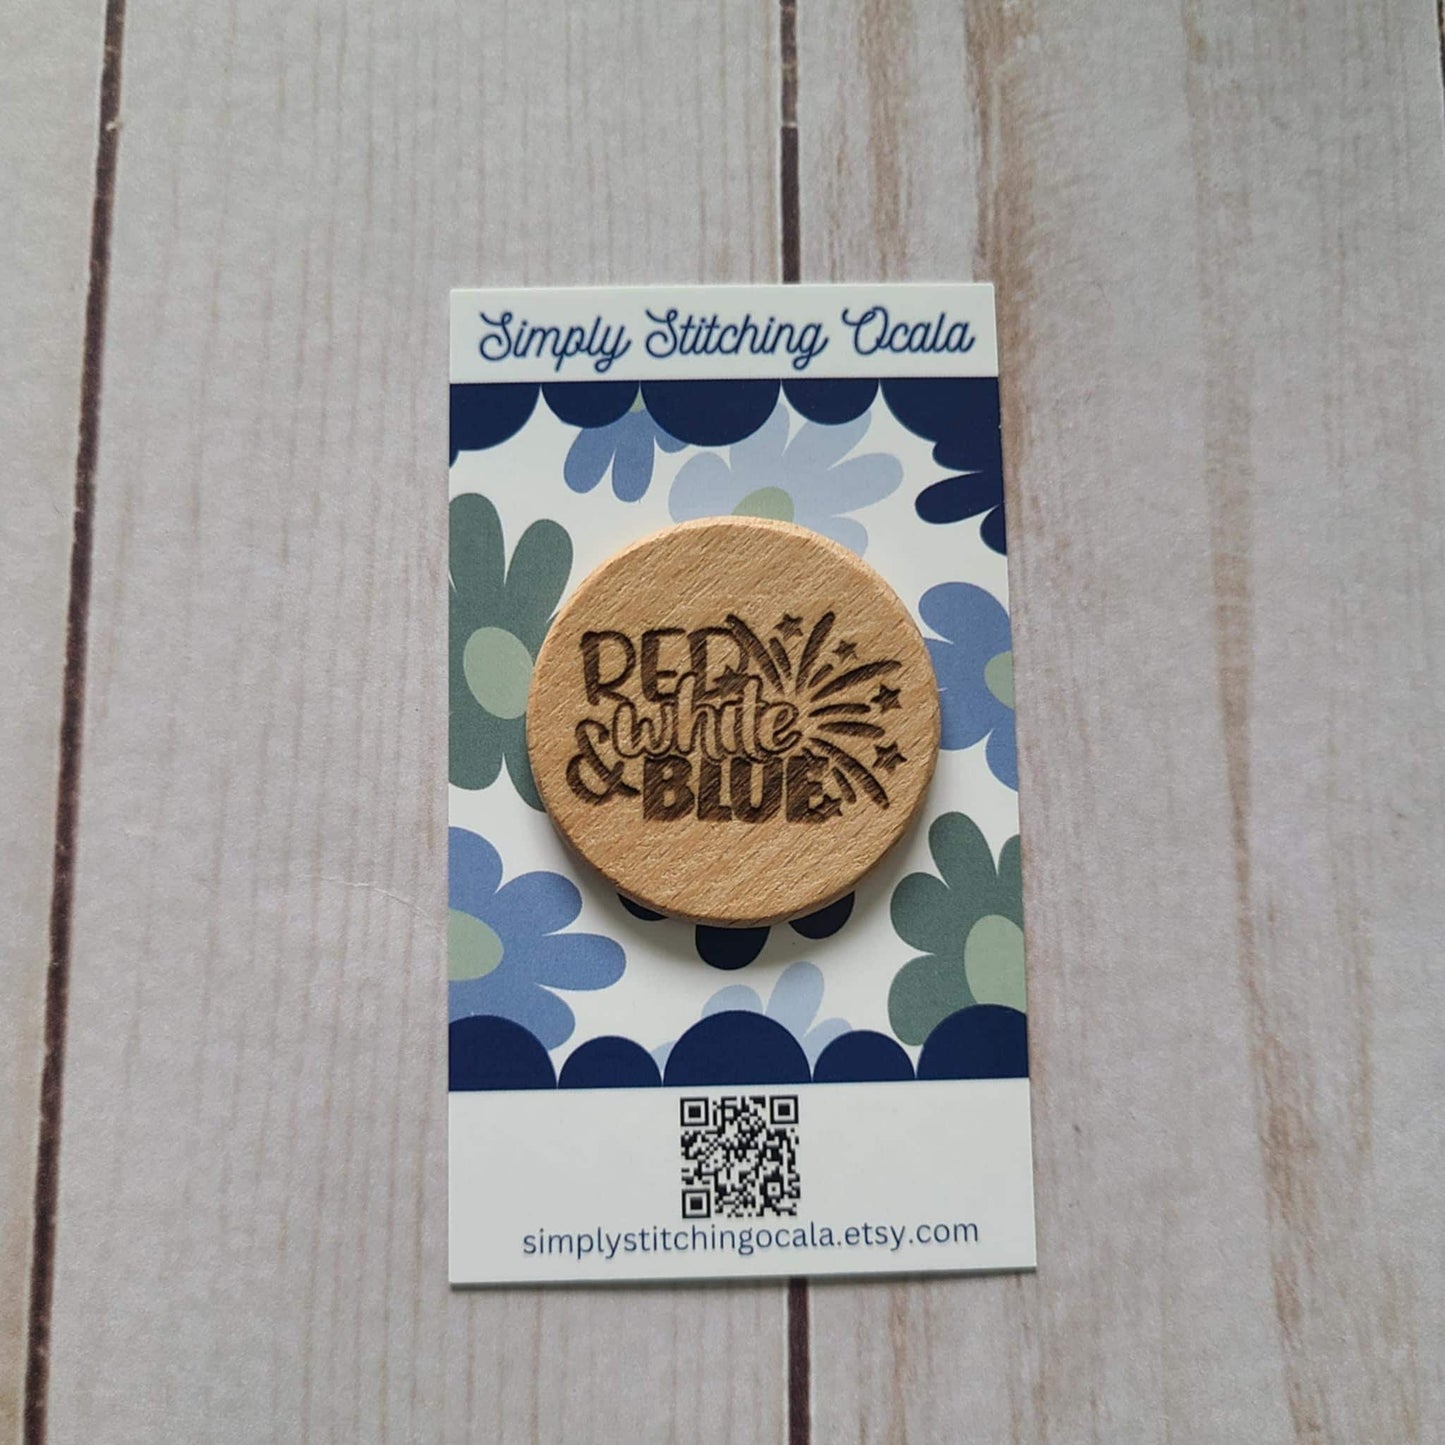 Simply Stitching Ocala
RED
white
& BLUE
simplystitchingocala.etsy.com